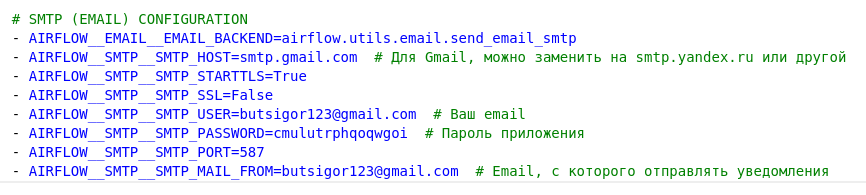 # SMTP (EMAIL) CONFIGURATION
- AIRFLOW__EMAIL__EMAIL_BACKEND=airflow.utils.email.send_email_smtp
- AIRFLOW__SMTP__SMTP_HOST=smtp.gmail.com  # Для Gmail, можно заменить на smtp.yandex.ru или другой
- AIRFLOW__SMTP__SMTP_STARTTLS=True
- AIRFLOW__SMTP__SMTP_SSL=False
- AIRFLOW__SMTP__SMTP_USER=butsigor123@gmail.com  # Ваш email
- AIRFLOW__SMTP__SMTP_PASSWORD=cmulutrphqoqwgoi  # Пароль приложения
- AIRFLOW__SMTP__SMTP_PORT=587
- AIRFLOW__SMTP__SMTP_MAIL_FROM=butsigor123@gmail.com  # Email, с которого отправлять уведомления